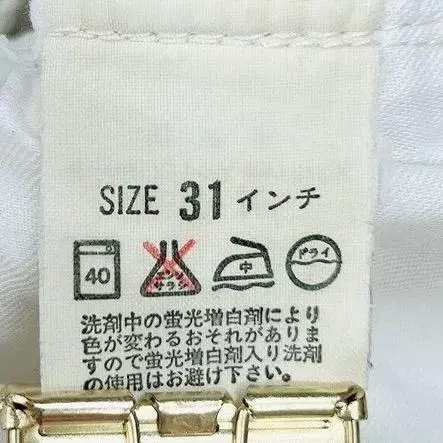 SIZE 31 インチ
40 エンソサラシ 中 ドライ
洗剤中の蛍光増白剤により
色が変わるおそれがありま
すので蛍光増白剤入り洗剤
の使用はお避け下さい。